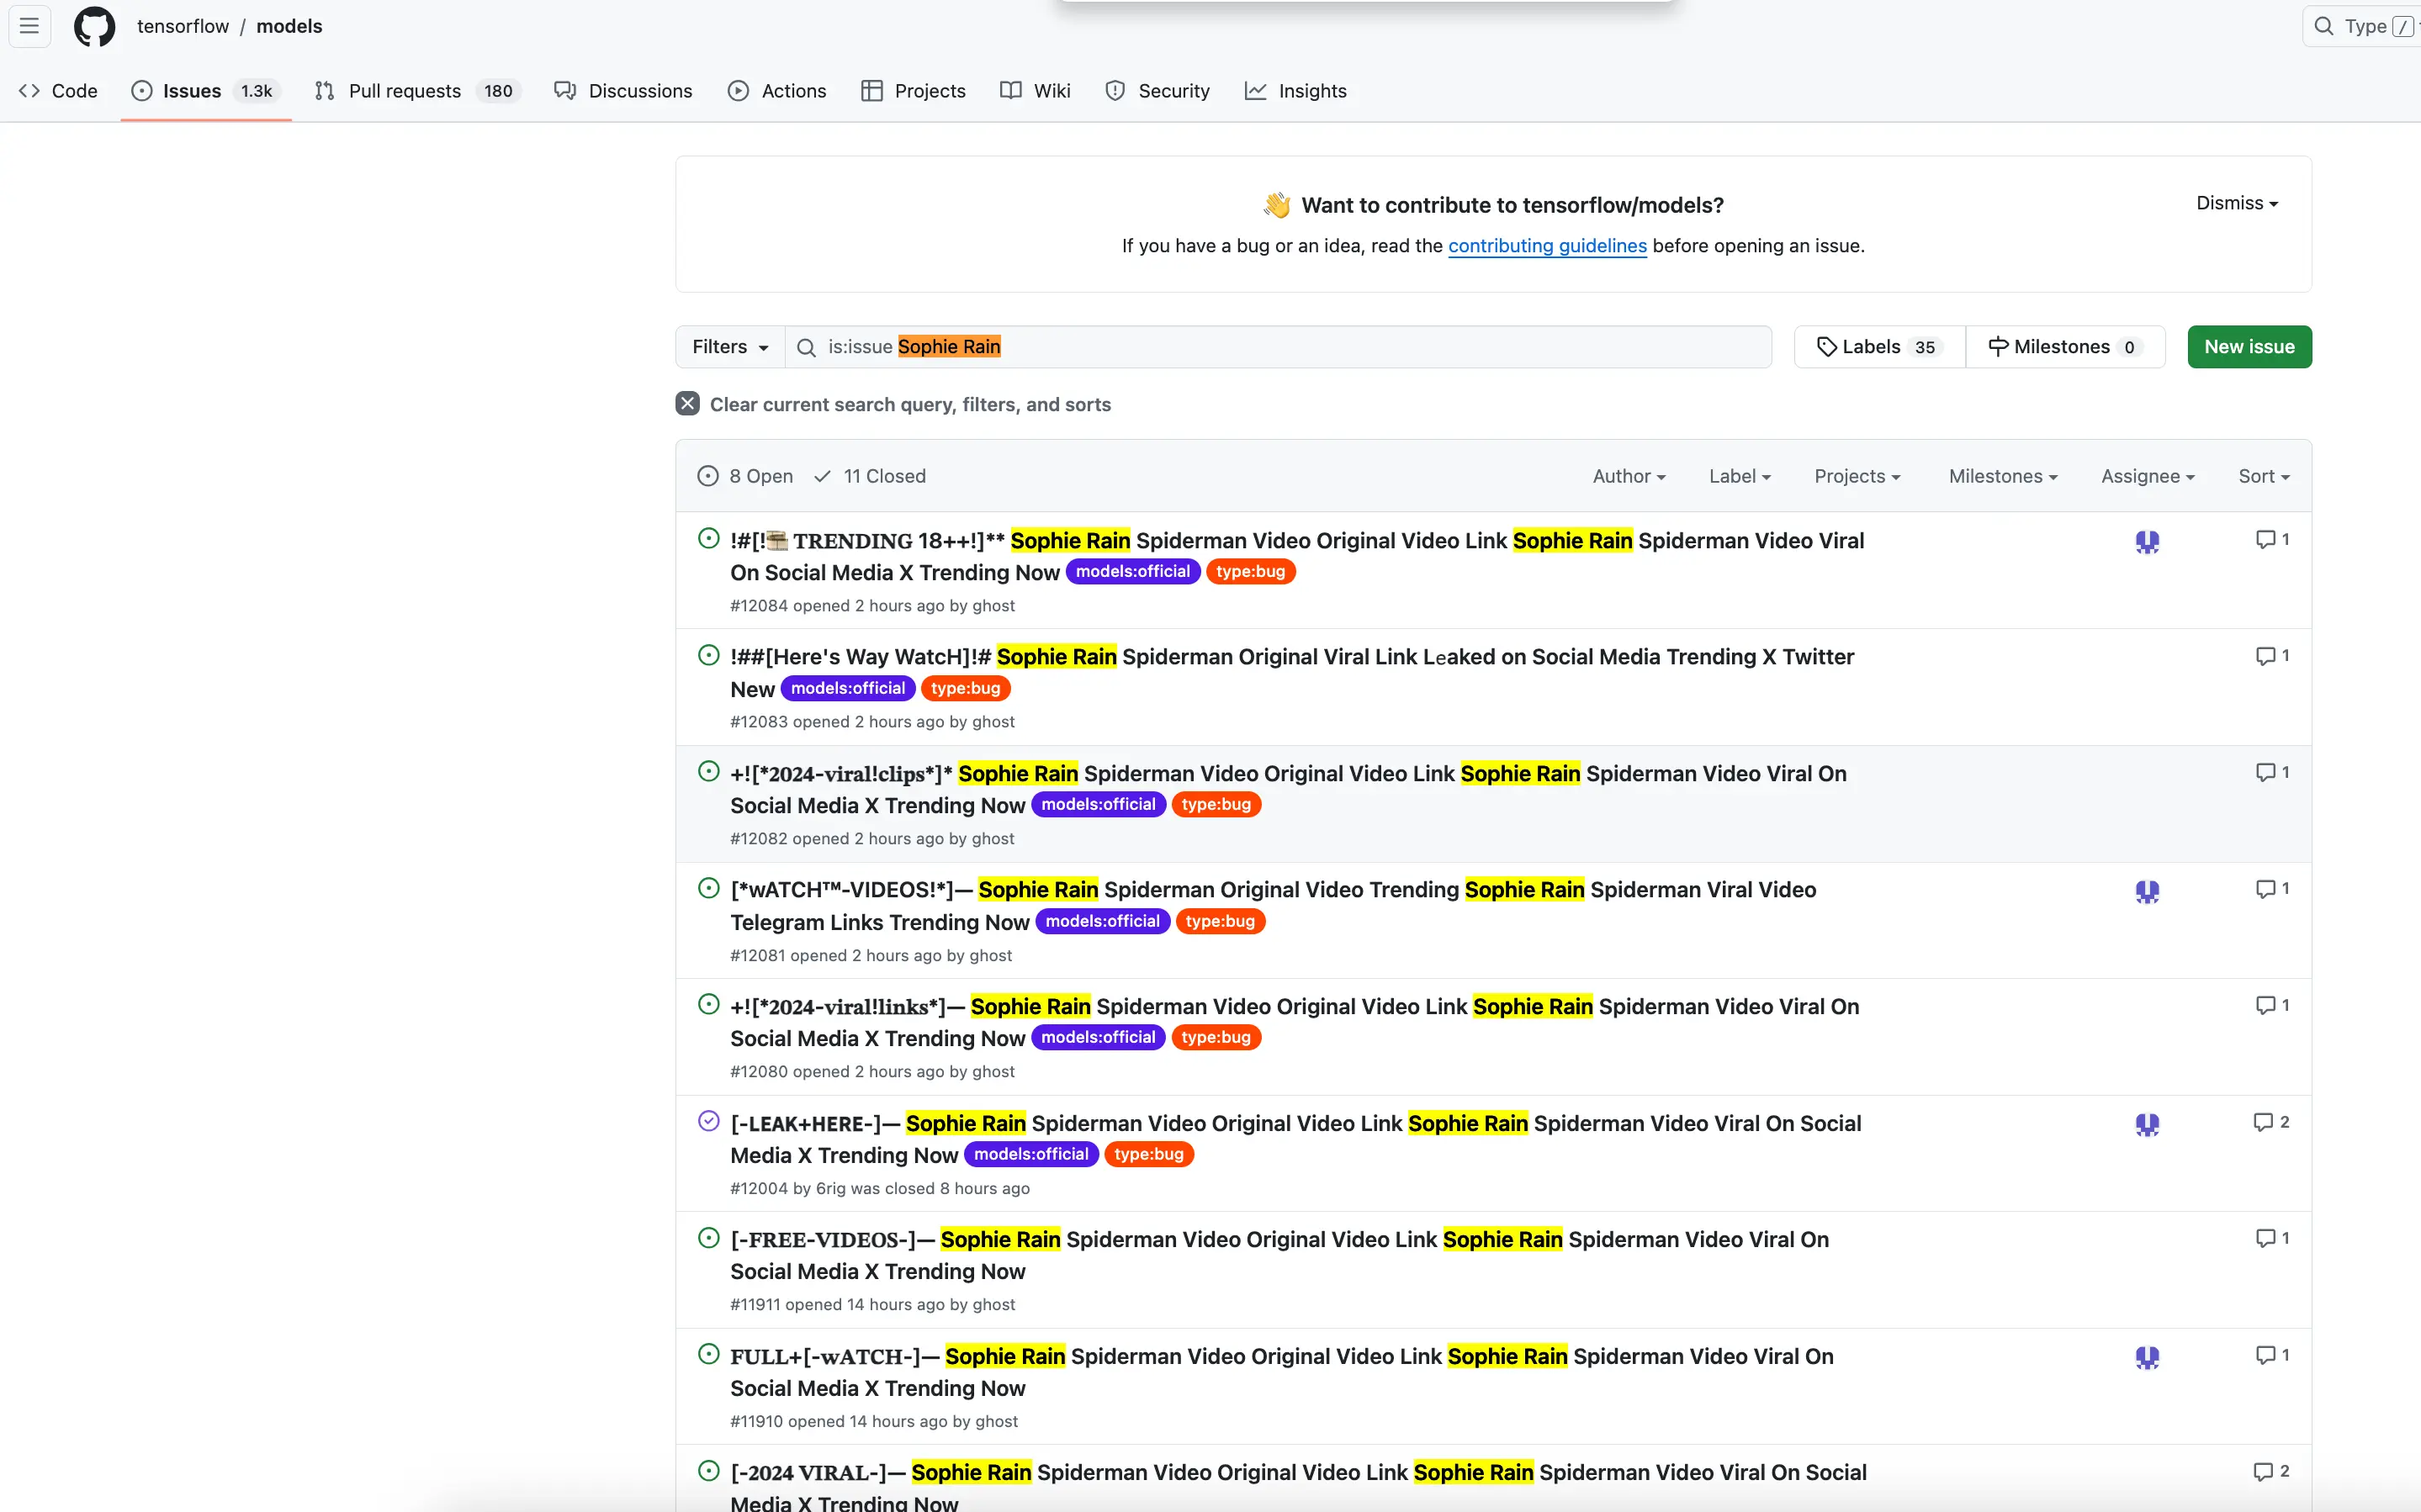 tensorflow / models
Type /
Code Issues 1.3k Pull requests 180 Discussions Actions Projects Wiki Security Insights
👋 Want to contribute to tensorflow/models?
Dismiss
If you have a bug or an idea, read the contributing guidelines before opening an issue.
Filters is:issue Sophie Rain Labels 35 Milestones 0 New issue
Clear current search query, filters, and sorts
8 Open 11 Closed Author Label Projects Milestones Assignee Sort
!#[! TRENDING 18++!]** Sophie Rain Spiderman Video Original Video Link Sophie Rain Spiderman Video Viral 1
On Social Media X Trending Now models:official type:bug
#12084 opened 2 hours ago by ghost
!##[Here's Way WatcH]!# Sophie Rain Spiderman Original Viral Link Leaked on Social Media Trending X Twitter 1
New models:official type:bug
#12083 opened 2 hours ago by ghost
+![*2024-viral!clips*]* Sophie Rain Spiderman Video Original Video Link Sophie Rain Spiderman Video Viral On 1
Social Media X Trending Now models:official type:bug
#12082 opened 2 hours ago by ghost
[*wATCH™-VIDEOS!*]— Sophie Rain Spiderman Original Video Trending Sophie Rain Spiderman Viral Video 1
Telegram Links Trending Now models:official type:bug
#12081 opened 2 hours ago by ghost
+![*2024-viral!links*]— Sophie Rain Spiderman Video Original Video Link Sophie Rain Spiderman Video Viral On 1
Social Media X Trending Now models:official type:bug
#12080 opened 2 hours ago by ghost
[-LEAK+HERE-]— Sophie Rain Spiderman Video Original Video Link Sophie Rain Spiderman Video Viral On Social 2
Media X Trending Now models:official type:bug
#12004 by 6rig was closed 8 hours ago
[-FREE-VIDEOS-]— Sophie Rain Spiderman Video Original Video Link Sophie Rain Spiderman Video Viral On 1
Social Media X Trending Now
#11911 opened 14 hours ago by ghost
FULL+[-wATCH-]— Sophie Rain Spiderman Video Original Video Link Sophie Rain Spiderman Video Viral On 1
Social Media X Trending Now
#11910 opened 14 hours ago by ghost
[-2024 VIRAL-]— Sophie Rain Spiderman Video Original Video Link Sophie Rain Spiderman Video Viral On Social 2
Media X Trending Now